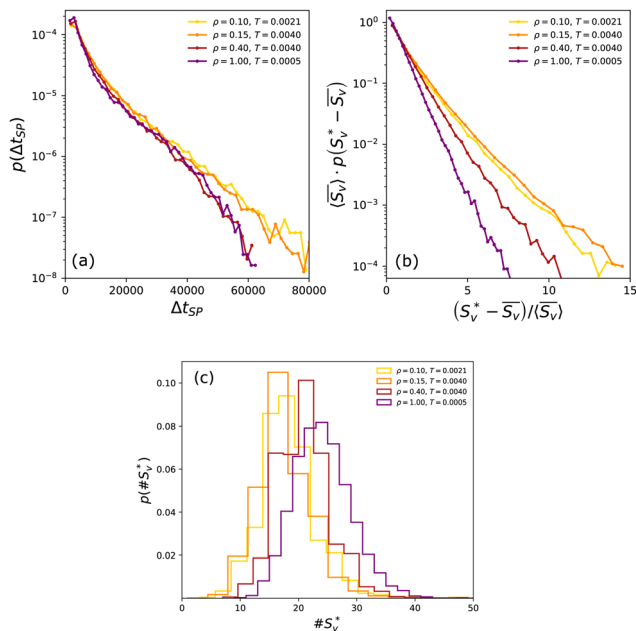 10⁻⁴
10⁻⁵
10⁻⁶
10⁻⁷
10⁻⁸
p(Δt_SP)
ρ = 0.10, T = 0.0021
ρ = 0.15, T = 0.0040
ρ = 0.40, T = 0.0040
ρ = 1.00, T = 0.0005
(a)
0 20000 40000 60000 80000
Δt_SP
10⁰
10⁻¹
10⁻²
10⁻³
10⁻⁴
⟨S̅_v⟩ · p(S_v^* − S̅_v)
ρ = 0.10, T = 0.0021
ρ = 0.15, T = 0.0040
ρ = 0.40, T = 0.0040
ρ = 1.00, T = 0.0005
(b)
0 5 10 15
(S_v^* − S̅_v)/⟨S̅_v⟩
0.10
0.08
0.06
0.04
0.02
p(#S_v^*)
(c)
ρ = 0.10, T = 0.0021
ρ = 0.15, T = 0.0040
ρ = 0.40, T = 0.0040
ρ = 1.00, T = 0.0005
0 10 20 30 40 50
#S_v^*